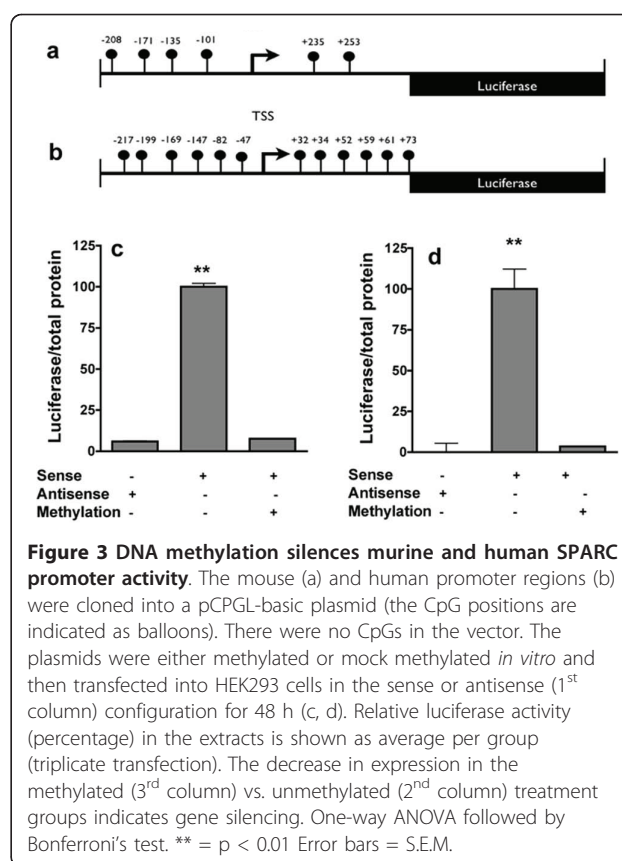 a
-208 -171 -135 -101 +235 +253
Luciferase
TSS
b
-217 -199 -169 -147 -82 -47 +32 +34 +52 +59 +61 +73
Luciferase
c
Luciferase/total protein
125
100
75
50
25
0
**
Sense - + +
Antisense + - -
Methylation - - +
d
Luciferase/total protein
125
100
75
50
25
0
**
Sense - + +
Antisense + - -
Methylation - - +
Figure 3 DNA methylation silences murine and human SPARC
promoter activity. The mouse (a) and human promoter regions (b)
were cloned into a pCPGL-basic plasmid (the CpG positions are
indicated as balloons). There were no CpGs in the vector. The
plasmids were either methylated or mock methylated in vitro and
then transfected into HEK293 cells in the sense or antisense (1st
column) configuration for 48 h (c, d). Relative luciferase activity
(percentage) in the extracts is shown as average per group
(triplicate transfection). The decrease in expression in the
methylated (3rd column) vs. unmethylated (2nd column) treatment
groups indicates gene silencing. One-way ANOVA followed by
Bonferroni's test. ** = p < 0.01 Error bars = S.E.M.